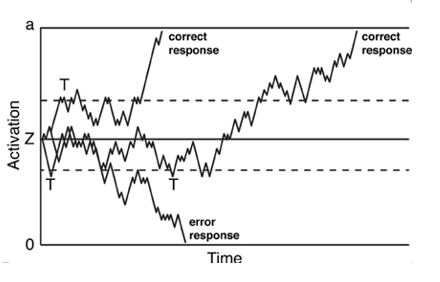 a
correct
response
correct
response
T
Activation
Z
T
T
error
response
0
Time